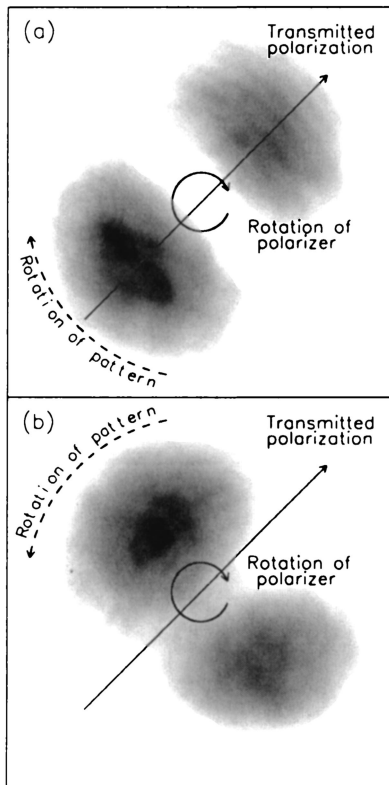 (a)
Transmitted
polarization
Rotation of
polarizer
Rotation of pattern
(b)
Rotation of pattern
Transmitted
polarization
Rotation of
polarizer